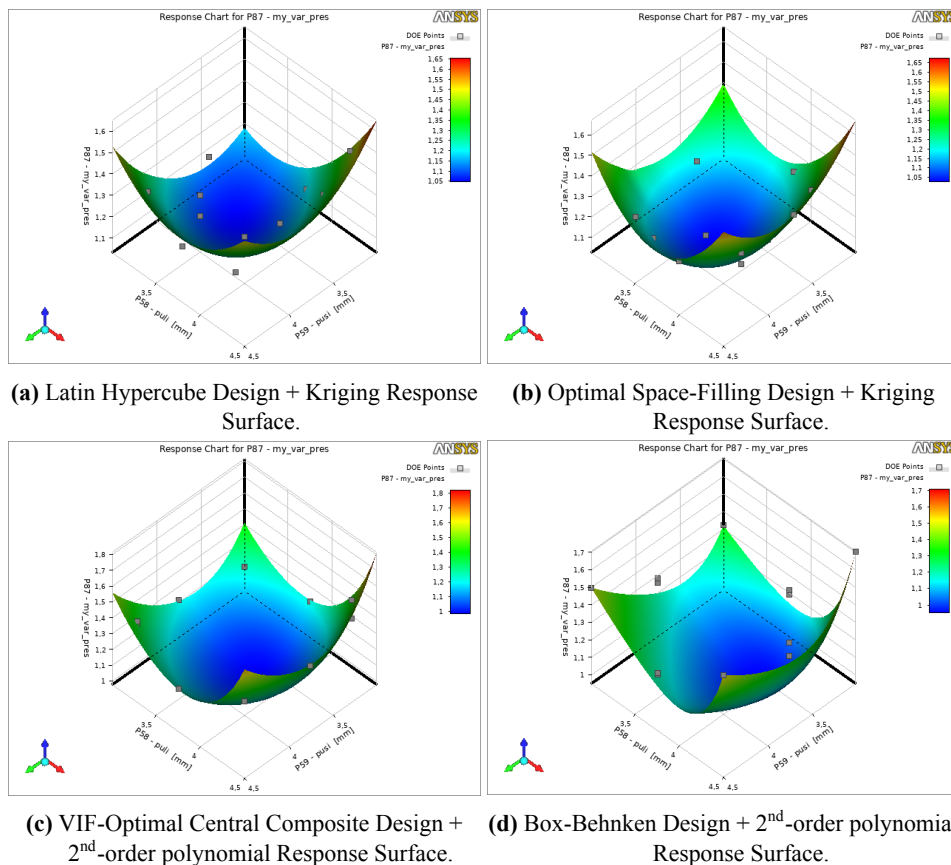 Response Chart for P87 - my_var_pres
ANSYS
DOE Points
P87 - my_var_pres
1,65
1,6
1,55
1,5
1,45
1,4
1,35
1,3
1,25
1,2
1,15
1,1
1,05
P87 - my_var_pres
1,6
1,5
1,4
1,3
1,2
1,1
3,5
4
4,5
P58 - puli [mm]
4,5
4
3,5
P59 - pusi [mm]
(a) Latin Hypercube Design + Kriging Response
Surface.
Response Chart for P87 - my_var_pres
ANSYS
DOE Points
P87 - my_var_pres
1,65
1,6
1,55
1,5
1,45
1,4
1,35
1,3
1,25
1,2
1,15
1,1
1,05
P87 - my_var_pres
1,6
1,5
1,4
1,3
1,2
1,1
3,5
4
4,5
P58 - puli [mm]
4,5
4
3,5
P59 - pusi [mm]
(b) Optimal Space-Filling Design + Kriging
Response Surface.
Response Chart for P87 - my_var_pres
ANSYS
DOE Points
P87 - my_var_pres
1,8
1,7
1,6
1,5
1,4
1,3
1,2
1,1
1
P87 - my_var_pres
1,8
1,7
1,6
1,5
1,4
1,3
1,2
1,1
1
3,5
4
4,5
P58 - puli [mm]
4,5
4
3,5
P59 - pusi [mm]
(c) VIF-Optimal Central Composite Design +
2nd-order polynomial Response Surface.
Response Chart for P87 - my_var_pres
ANSYS
DOE Points
P87 - my_var_pres
1,7
1,6
1,5
1,4
1,3
1,2
1,1
1
P87 - my_var_pres
1,7
1,6
1,5
1,4
1,3
1,2
1,1
1
3,5
4
4,5
P58 - puli [mm]
4,5
4
3,5
P59 - pusi [mm]
(d) Box-Behnken Design + 2nd-order polynomial
Response Surface.